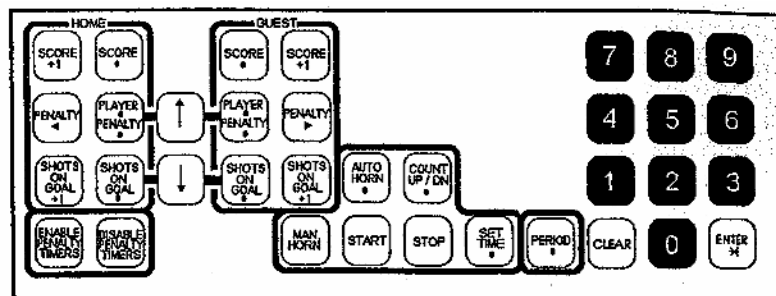 HOME
GUEST
SCORE +1
SCORE
SCORE
SCORE +1
7
8
9
PENALTY
PLAYER
PENALTY
PLAYER
PENALTY
PENALTY
4
5
6
SHOTS ON GOAL +1
SHOTS ON GOAL
SHOTS ON GOAL
SHOTS ON GOAL +1
AUTO HORN
COUNT UP / DN
1
2
3
ENABLE PENALTY TIMERS
DISABLE PENALTY TIMERS
MAN. HORN
START
STOP
SET TIME
PERIOD
CLEAR
0
ENTER